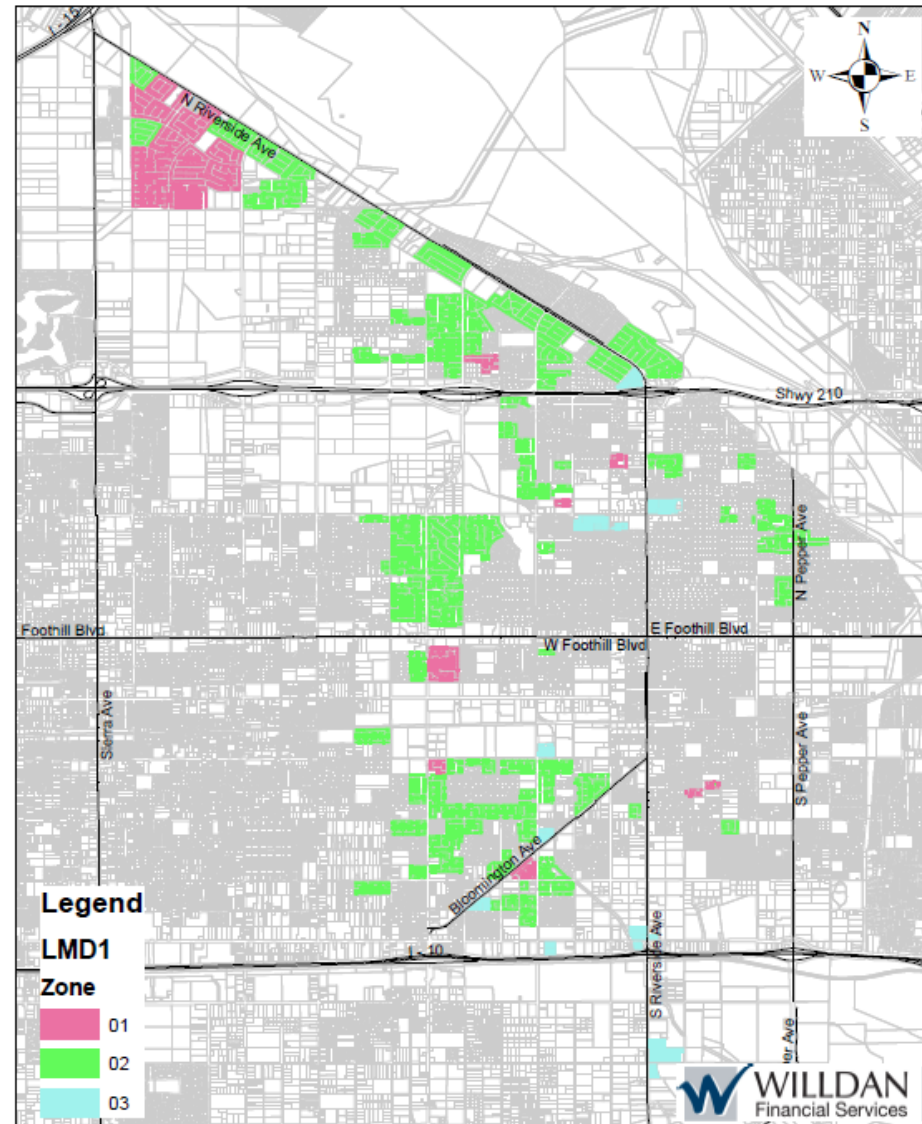 I - 15
N
W
E
S
N Riverside Ave
Shwy 210
N Pepper Ave
Foothill Blvd
W Foothill Blvd
E Foothill Blvd
Sierra Ave
S Pepper Ave
Bloomington Ave
I - 10
S Riverside Ave
Legend
LMD1
Zone
01
02
03
WILLDAN
Financial Services